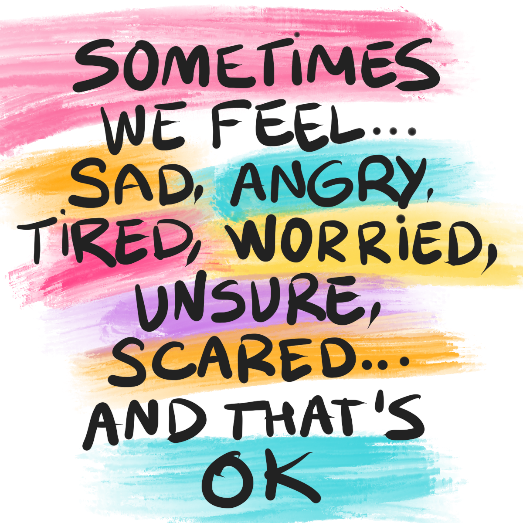 SOMETiMES
WE FEEL...
SAD, ANGRY,
TiRED, WORRiED,
UNSURE,
SCARED...
AND THAT'S
OK